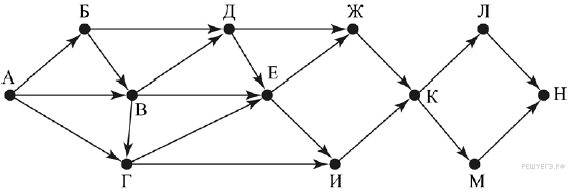 Б Д Ж Л
А В Е К Н
Г И М
РЕШУЕГЭ.РФ